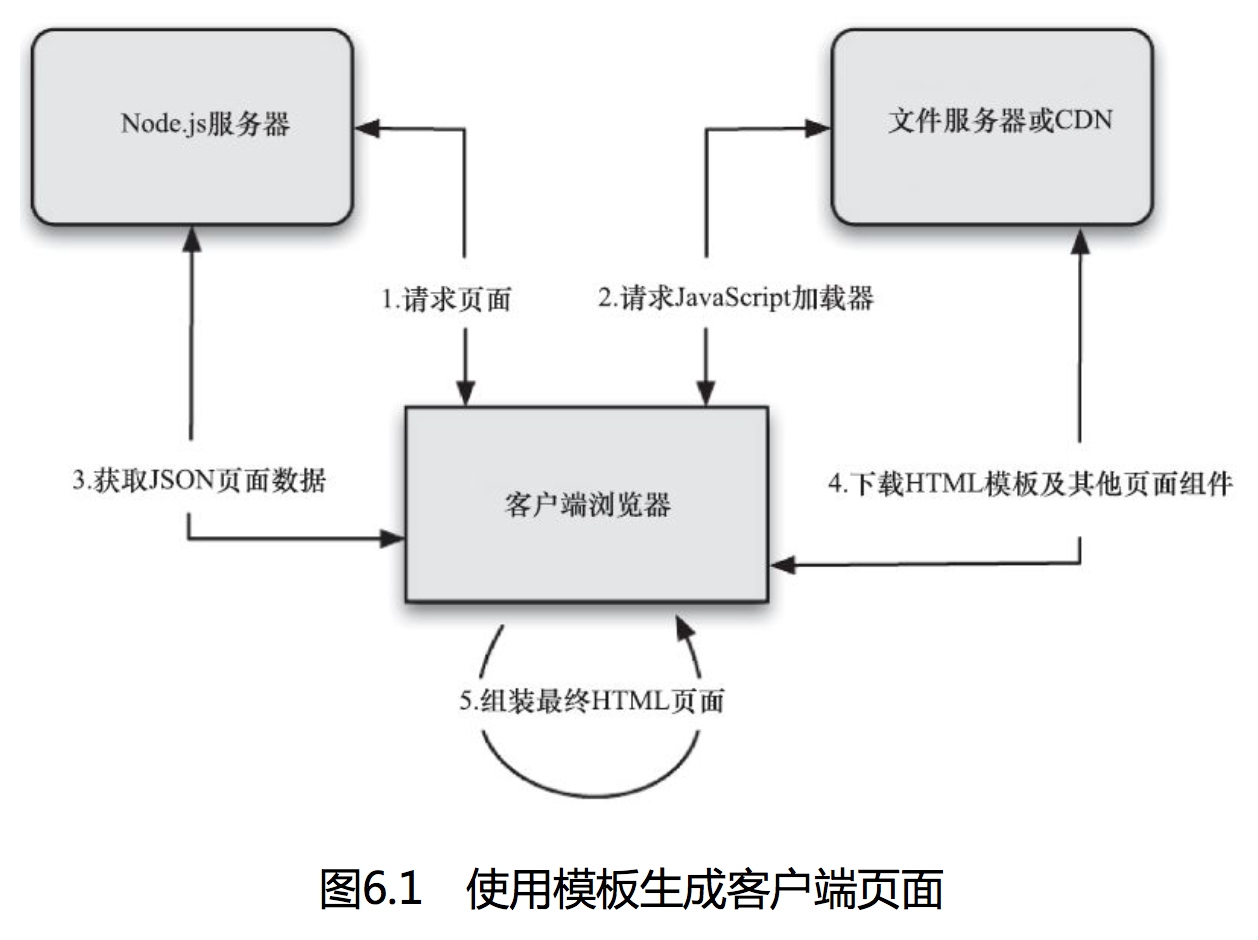 Node.js服务器
文件服务器或CDN
1.请求页面
2.请求JavaScript加载器
3.获取JSON页面数据
4.下载HTML模板及其他页面组件
客户端浏览器
5.组装最终HTML页面
图6.1 使用模板生成客户端页面